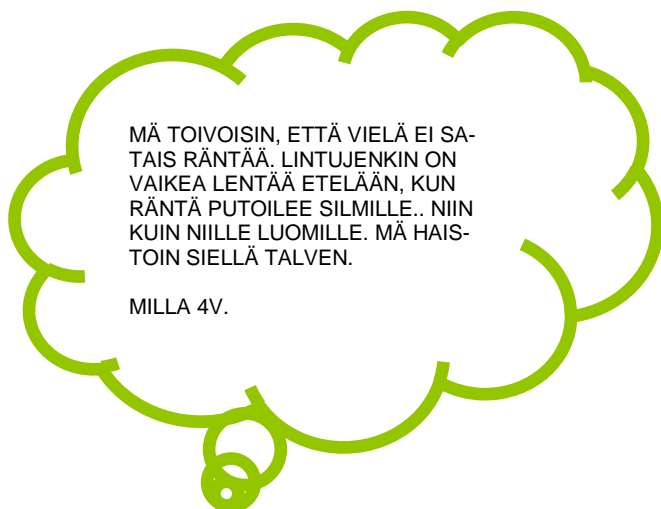 MÄ TOIVOISIN, ETTÄ VIELÄ EI SA-
TAIS RÄNTÄÄ. LINTUJENKIN ON
VAIKEA LENTÄÄ ETELÄÄN, KUN
RÄNTÄ PUTOILEE SILMILLE.. NIIN
KUIN NIILLE LUOMILLE. MÄ HAIS-
TOIN SIELLÄ TALVEN.
MILLA 4V.